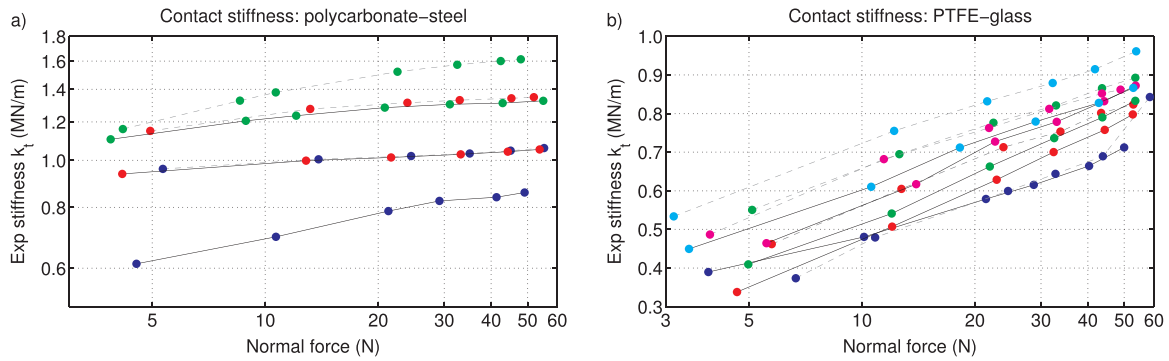 a)
Contact stiffness: polycarbonate−steel
1.8
1.6
1.4
1.2
1.0
0.8
0.6
Exp stiffness kt (MN/m)
5 10 20 30 40 50 60
Normal force (N)
b)
Contact stiffness: PTFE−glass
1.0
0.9
0.8
0.7
0.6
0.5
0.4
0.3
Exp stiffness kt (MN/m)
3 5 10 20 30 40 50 60
Normal force (N)